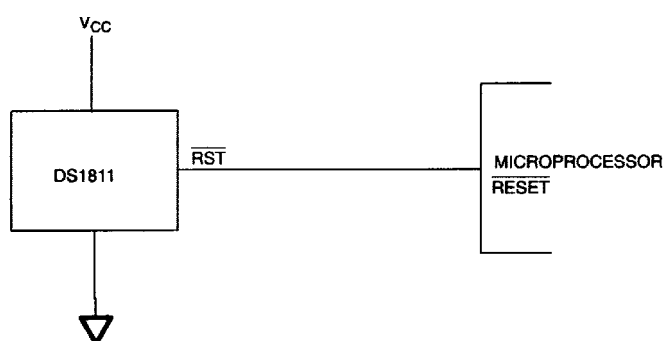 VCC
RST
DS1811
MICROPROCESSOR
RESET